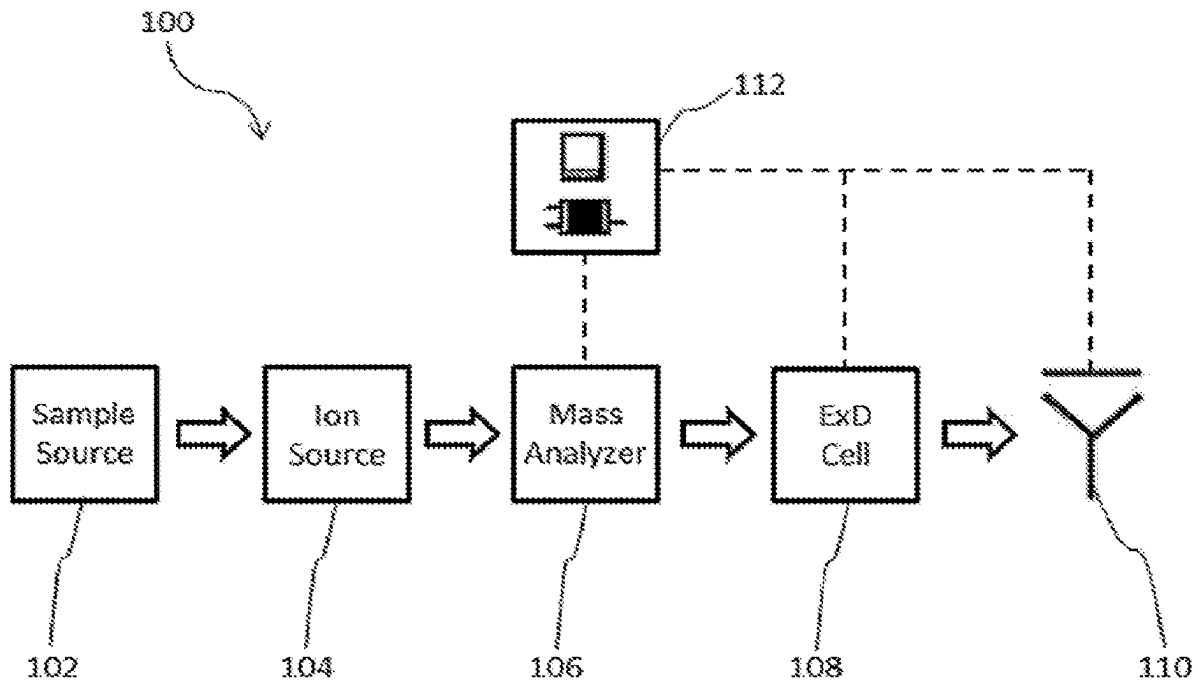 100
112
Sample
Source
Ion
Source
Mass
Analyzer
ExD
Cell
102
104
106
108
110